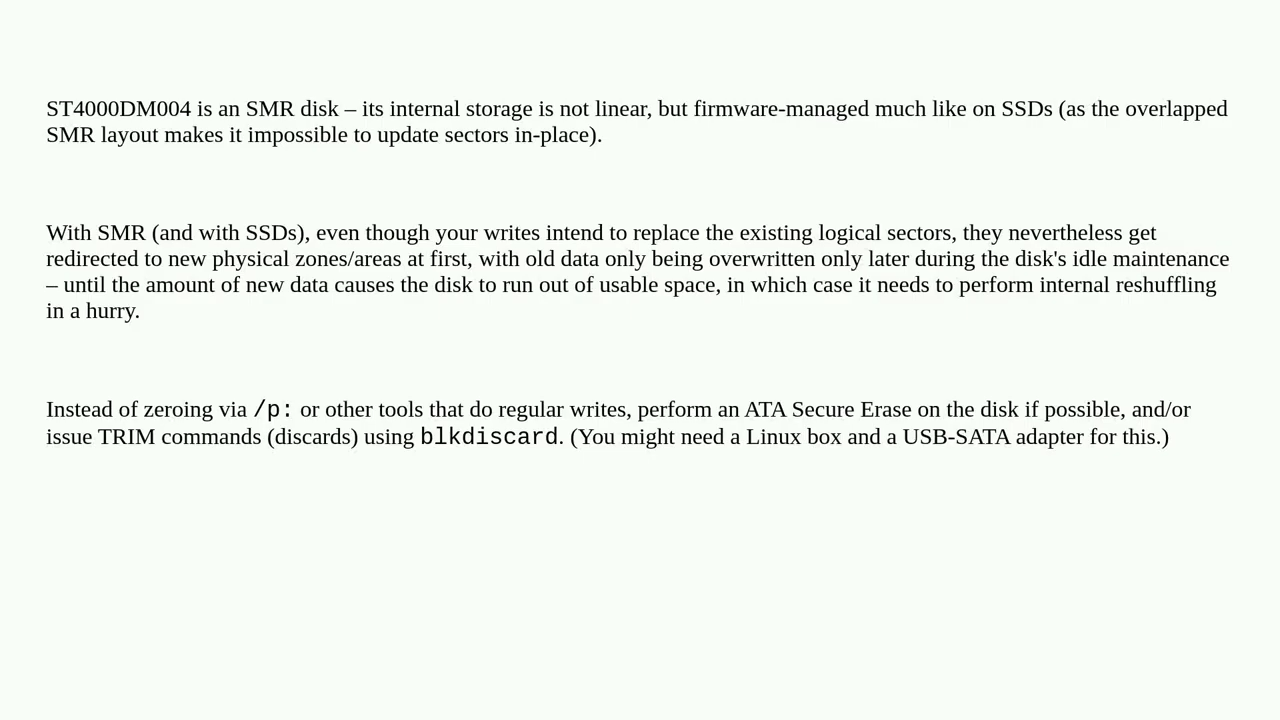 ST4000DM004 is an SMR disk – its internal storage is not linear, but firmware-managed much like on SSDs (as the overlapped
SMR layout makes it impossible to update sectors in-place).
With SMR (and with SSDs), even though your writes intend to replace the existing logical sectors, they nevertheless get
redirected to new physical zones/areas at first, with old data only being overwritten only later during the disk's idle maintenance
– until the amount of new data causes the disk to run out of usable space, in which case it needs to perform internal reshuffling
in a hurry.
Instead of zeroing via /p: or other tools that do regular writes, perform an ATA Secure Erase on the disk if possible, and/or
issue TRIM commands (discards) using blkdiscard. (You might need a Linux box and a USB-SATA adapter for this.)